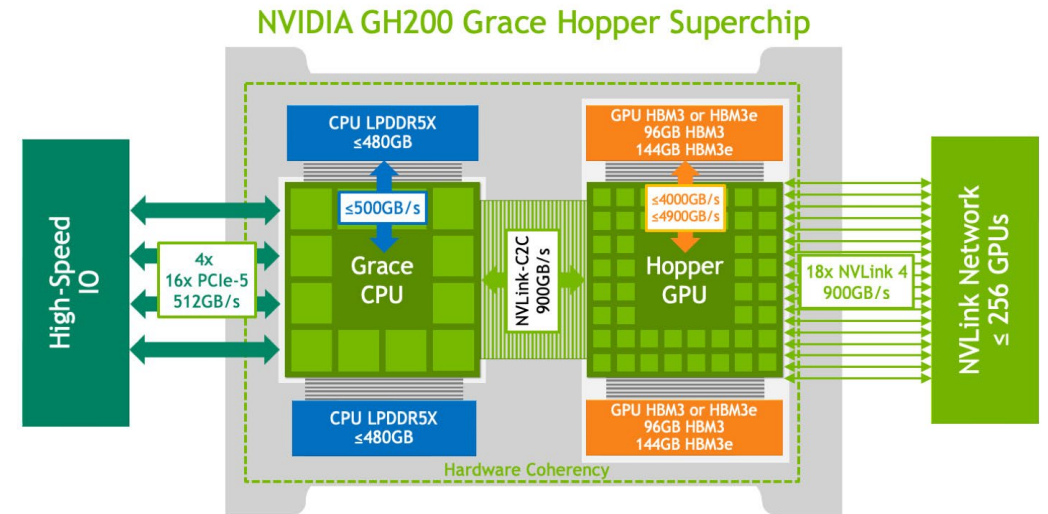 NVIDIA GH200 Grace Hopper Superchip
CPU LPDDR5X
≤480GB
GPU HBM3 or HBM3e
96GB HBM3
144GB HBM3e
High-Speed
IO
4x
16x PCIe-5
512GB/s
≤500GB/s
Grace
CPU
NVLink-C2C
900GB/s
≤4000GB/s
≤4900GB/s
Hopper
GPU
18x NVLink 4
900GB/s
NVLink Network
≤ 256 GPUs
CPU LPDDR5X
≤480GB
GPU HBM3 or HBM3e
96GB HBM3
144GB HBM3e
Hardware Coherency